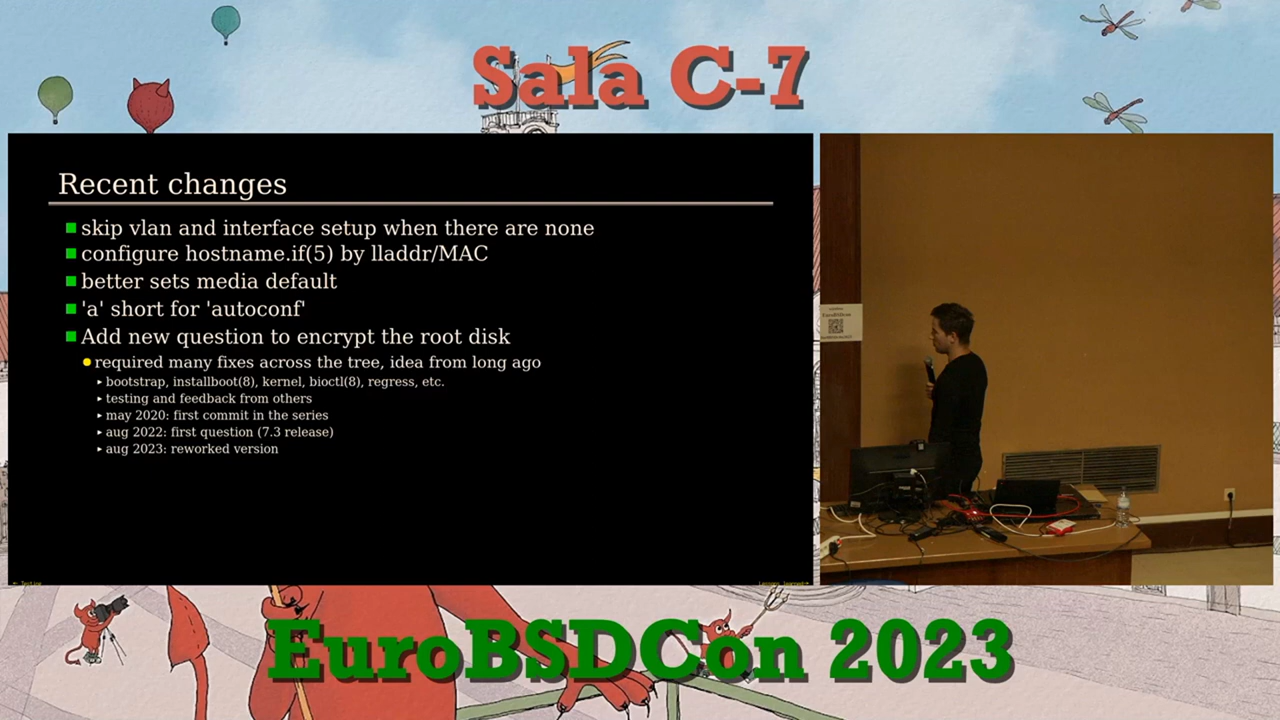 Sala C-7
Recent changes
skip vlan and interface setup when there are none
configure hostname.if(5) by lladdr/MAC
better sets media default
'a' short for 'autoconf'
Add new question to encrypt the root disk
required many fixes across the tree, idea from long ago
bootstrap, installboot(8), kernel, bioctl(8), regress, etc.
testing and feedback from others
may 2020: first commit in the series
aug 2022: first question (7.3 release)
aug 2023: reworked version
← Testing
Lessons learned →
EuroBSDCon
EuroBSDCon 2023